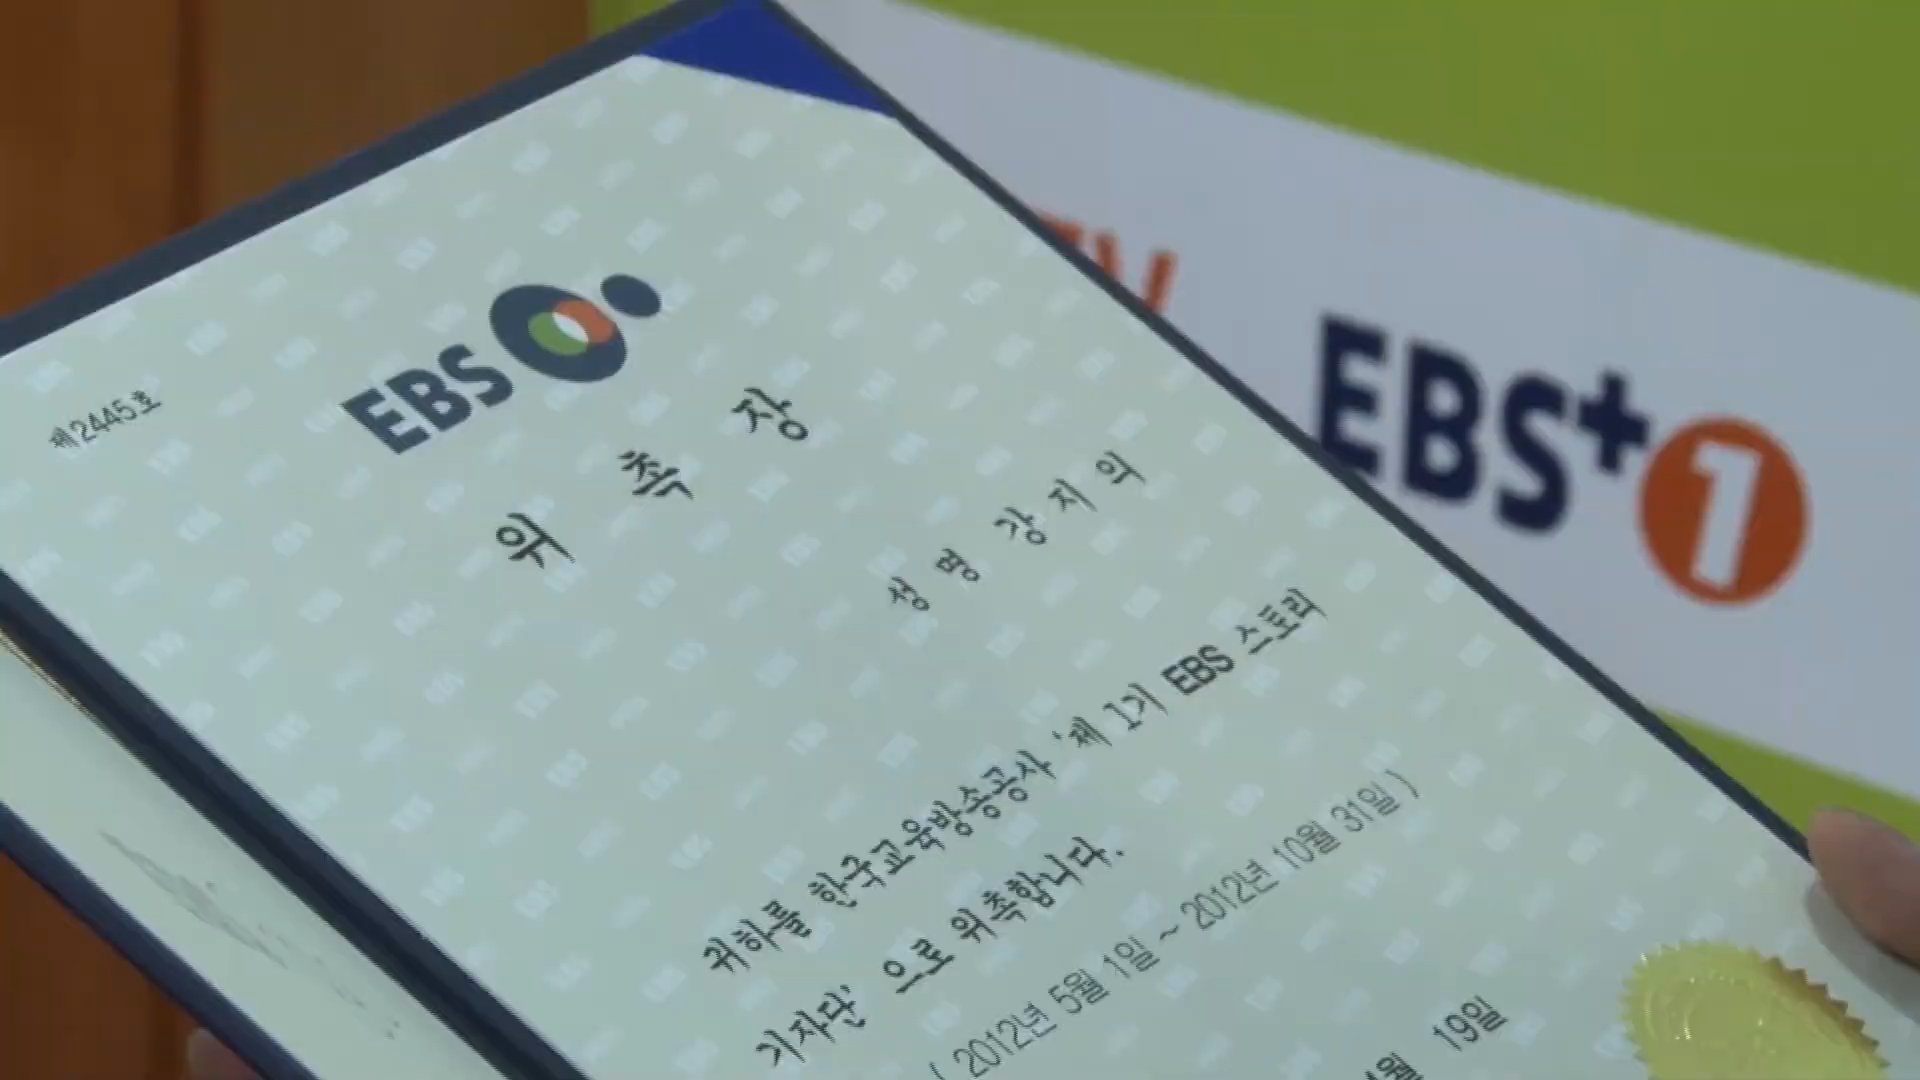 제2445호
EBS
위 촉 장
성 명 강 지 의
귀하를 한국교육방송공사 '제 1기 EBS 스토리
기자단' 으로 위촉합니다.
( 2012년 5월 1일 ~ 2012년 10월 31일 )
월 19일
TV
EBS+1